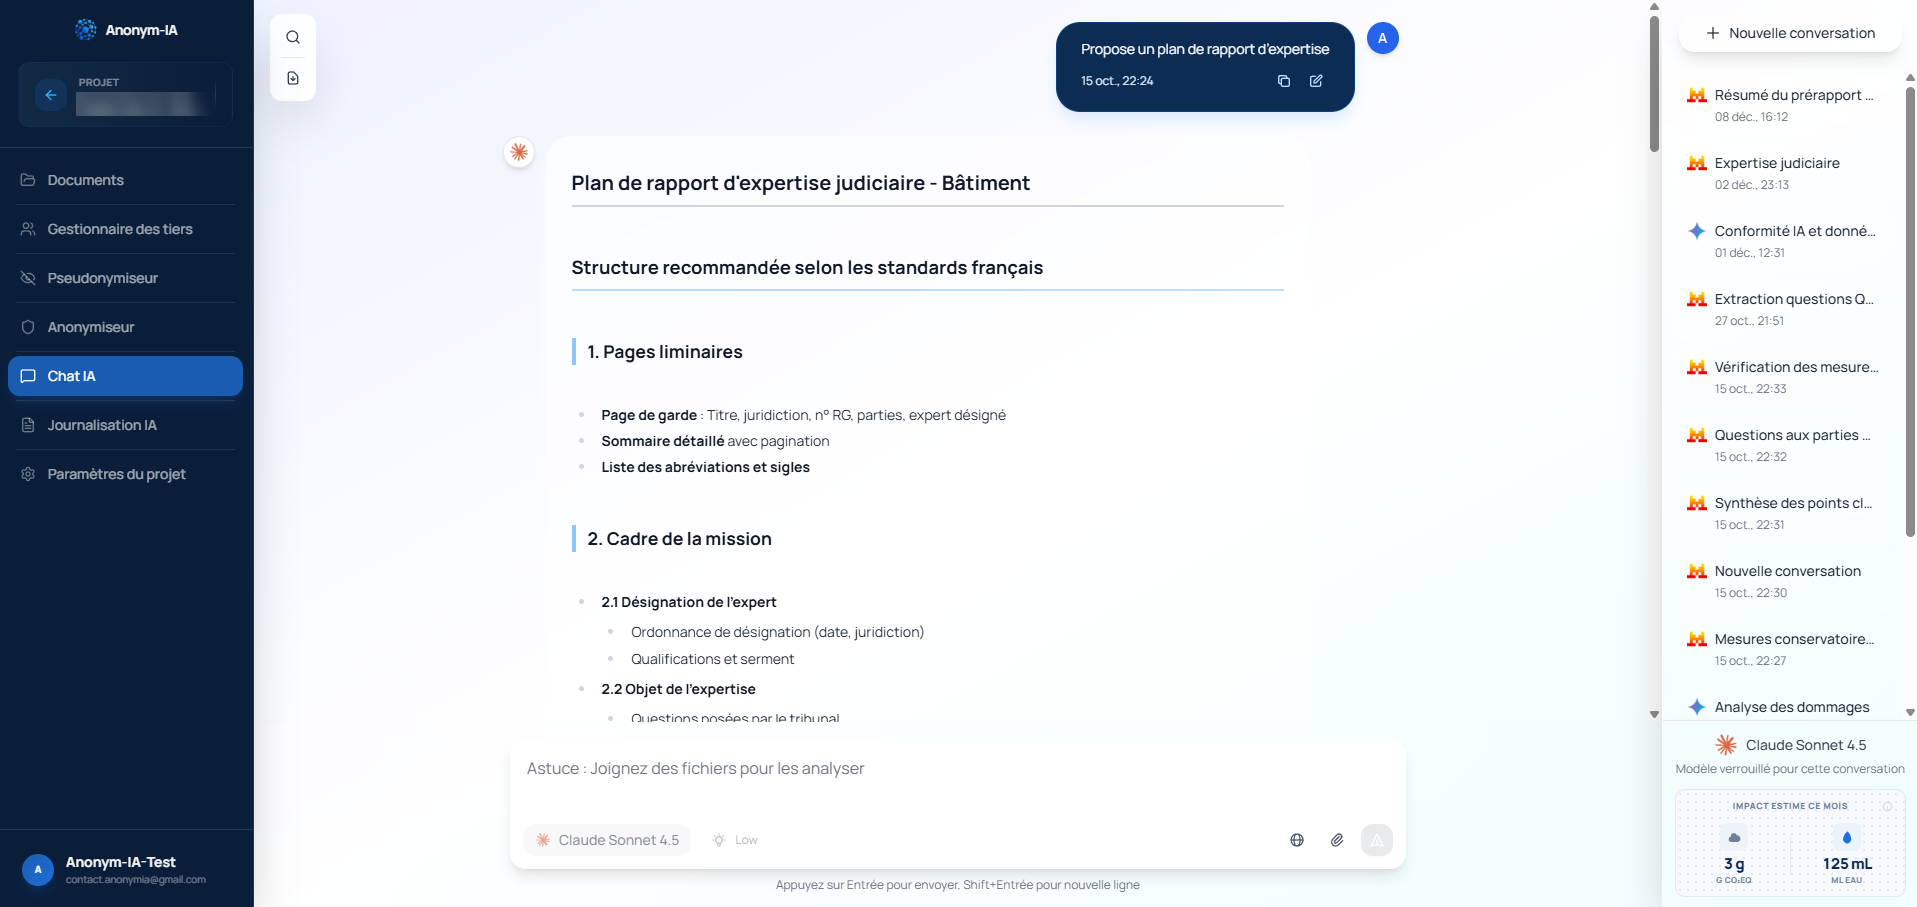 Anonym-IA
PROJET
Documents
Gestionnaire des tiers
Pseudonymiseur
Anonymiseur
Chat IA
Journalisation IA
Paramètres du projet
A
Anonym-IA-Test
contact.anonymia@gmail.com
Propose un plan de rapport d'expertise
15 oct., 22:24
A
Plan de rapport d'expertise judiciaire - Bâtiment
Structure recommandée selon les standards français
1. Pages liminaires
Page de garde : Titre, juridiction, n° RG, parties, expert désigné
Sommaire détaillé avec pagination
Liste des abréviations et sigles
2. Cadre de la mission
2.1 Désignation de l'expert
Ordonnance de désignation (date, juridiction)
Qualifications et serment
2.2 Objet de l'expertise
Questions posées par le tribunal
Astuce : Joignez des fichiers pour les analyser
Claude Sonnet 4.5
Low
Appuyez sur Entrée pour envoyer, Shift+Entrée pour nouvelle ligne
Nouvelle conversation
Résumé du prérapport ...
08 déc., 16:12
Expertise judiciaire
02 déc., 23:13
Conformité IA et donné...
01 déc., 12:31
Extraction questions Q...
27 oct., 21:51
Vérification des mesure...
15 oct., 22:33
Questions aux parties ...
15 oct., 22:32
Synthèse des points cl...
15 oct., 22:31
Nouvelle conversation
15 oct., 22:30
Mesures conservatoire...
15 oct., 22:27
Analyse des dommages
Claude Sonnet 4.5
Modèle verrouillé pour cette conversation
IMPACT ESTIME CE MOIS
3 g
G CO₂EQ
125 mL
ML EAU